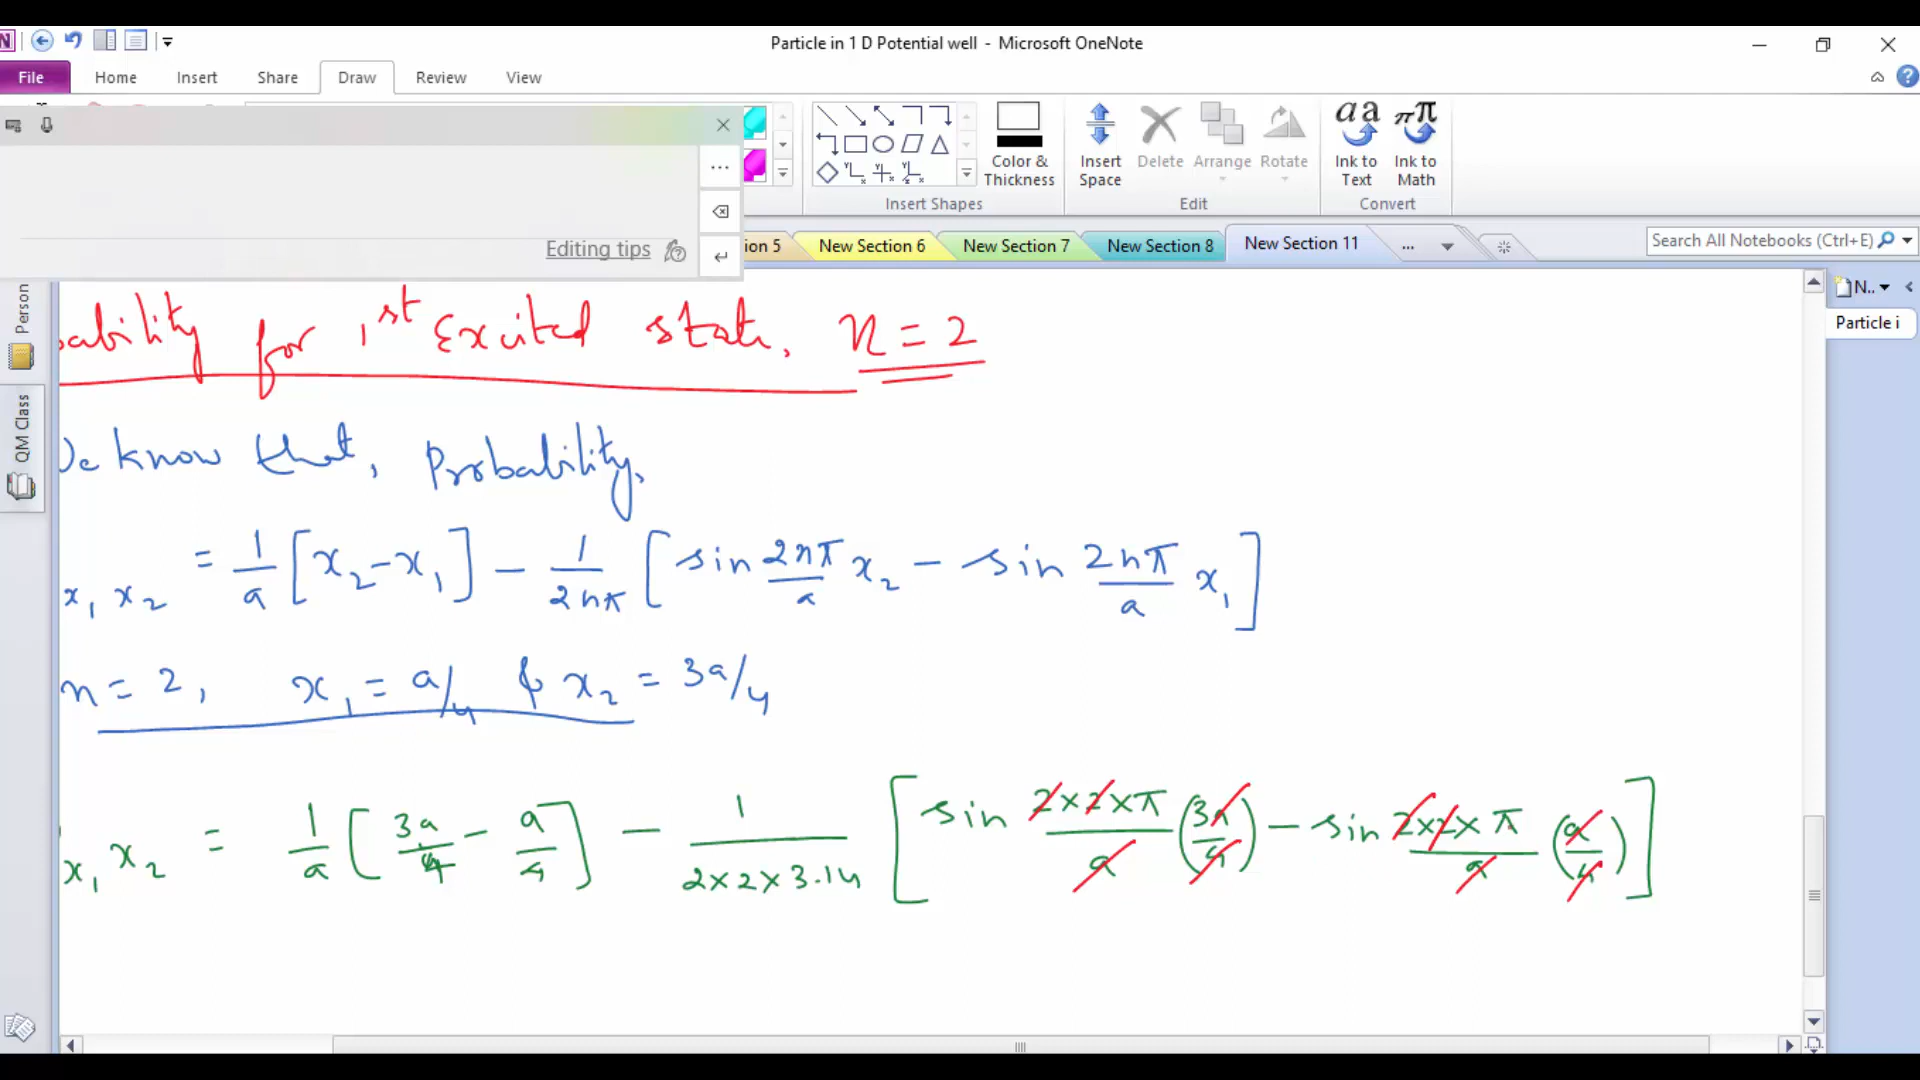 Particle in 1 D Potential well - Microsoft OneNote
File Home Insert Share Draw Review View
Color & Thickness
Insert Space
Delete Arrange Rotate
Ink to Text
Ink to Math
Insert Shapes Edit Convert
Editing tips
ion 5 New Section 6 New Section 7 New Section 8 New Section 11 ... Search All Notebooks (Ctrl+E)
N..
Particle i
Person
QM Class
ability for 1st Excited state, n = 2
We know that, Probability,
x₁ x₂ = 1/a [x₂ - x₁] - 1/2nπ [sin 2nπ/a x₂ - sin 2nπ/a x₁]
n = 2, x₁ = a/4 & x₂ = 3a/4
x₁ x₂ = 1/a [3a/4 - a/4] - 1/(2×2×3.14) [sin 2×2×π/a (3a/4) - sin 2×2×π/a (a/4)]